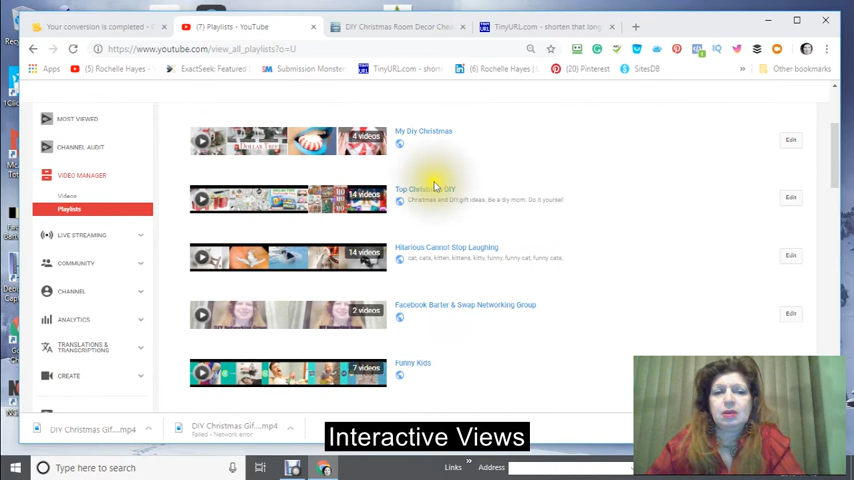 Your conversion is completed - C
(7) Playlists - YouTube
DIY Christmas Room Decor Chea
TinyURL.com - shorten that long
https://www.youtube.com/view_all_playlists?o=U
Apps
(5) Rochelle Hayes
ExactSeek: Featured
Submission Monster
TinyURL.com - shorte
(6) Rochelle Hayes |
(20) Pinterest
SitesDB
»
Other bookmarks
MOST VIEWED
CHANNEL AUDIT
VIDEO MANAGER
Videos
Playlists
LIVE STREAMING
COMMUNITY
CHANNEL
ANALYTICS
TRANSLATIONS &
TRANSCRIPTIONS
CREATE
4 videos
My Diy Christmas
Edit
14 videos
Top Christmas DIY
Christmas and DIY gift ideas. Be a diy mom. Do it yourself
Edit
14 videos
Hilarious Cannot Stop Laughing
cat, cats, kitten, kittens, kitty, funny, funny cat, funny cats,
Edit
2 videos
Facebook Barter & Swap Networking Group
Edit
7 videos
Funny Kids
DIY Christmas Gif....mp4
DIY Christmas Gif....mp4
Failed - Network error
Interactive Views
Type here to search
Links
»
Address